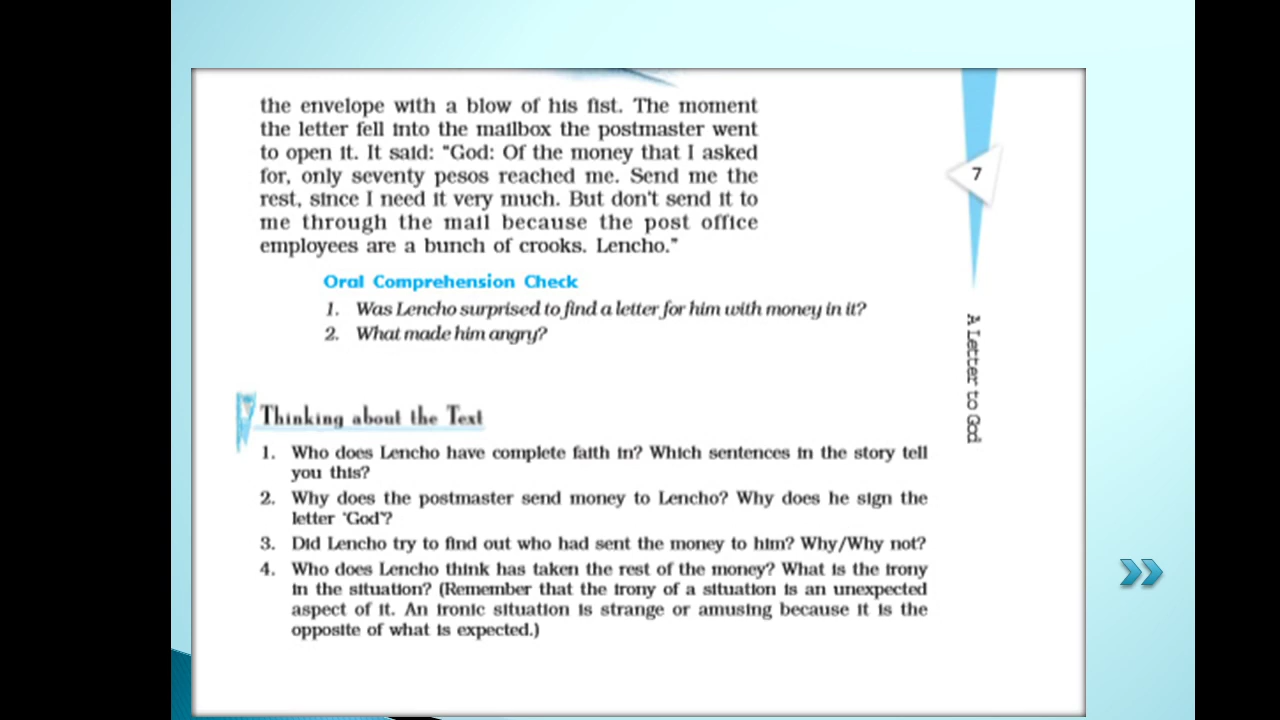 the envelope with a blow of his fist. The moment
the letter fell into the mailbox the postmaster went
to open it. It said: "God: Of the money that I asked
for, only seventy pesos reached me. Send me the
rest, since I need it very much. But don't send it to
me through the mail because the post office
employees are a bunch of crooks. Lencho."
7
A Letter to God
Oral Comprehension Check
1. Was Lencho surprised to find a letter for him with money in it?
2. What made him angry?
Thinking about the Text
1. Who does Lencho have complete faith in? Which sentences in the story tell
you this?
2. Why does the postmaster send money to Lencho? Why does he sign the
letter 'God'?
3. Did Lencho try to find out who had sent the money to him? Why/Why not?
4. Who does Lencho think has taken the rest of the money? What is the irony
in the situation? (Remember that the irony of a situation is an unexpected
aspect of it. An ironic situation is strange or amusing because it is the
opposite of what is expected.)